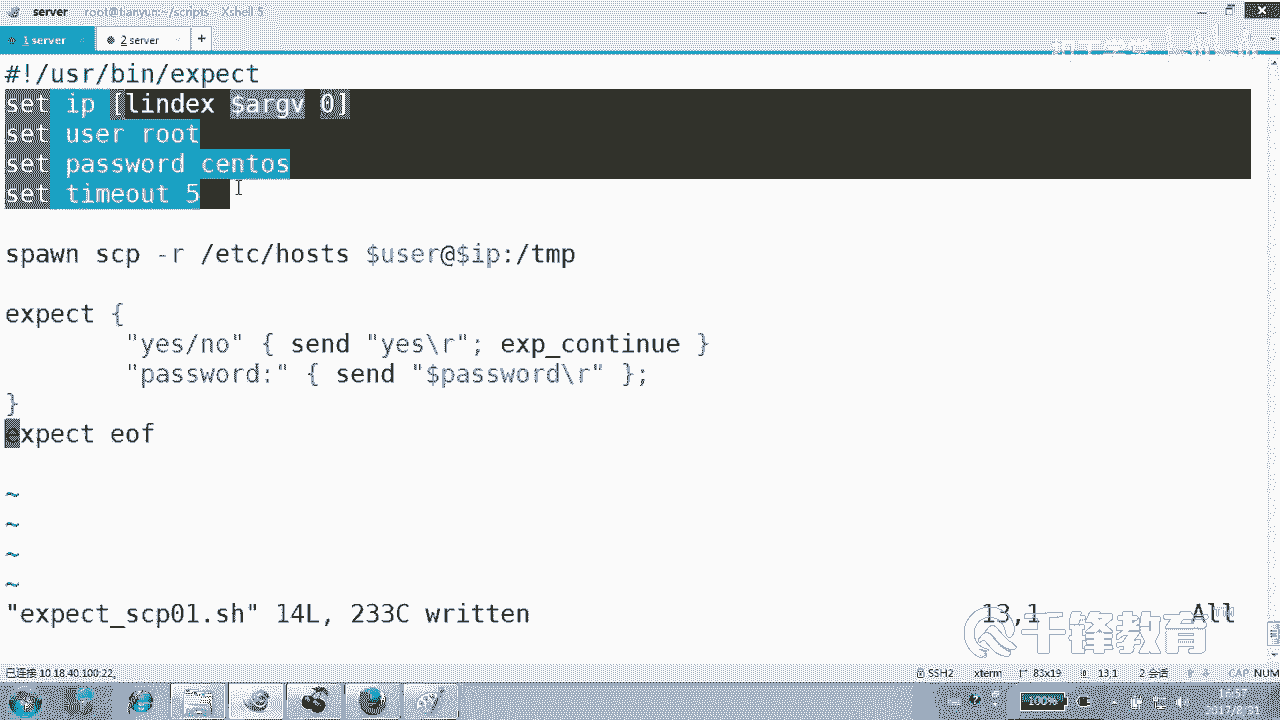 server root@tianyun:~/scripts - Xshell 5
1 server
2 server
+
#!/usr/bin/expect
set ip [lindex $argv 0]
set user root
set password centos
set timeout 5
spawn scp -r /etc/hosts $user@$ip:/tmp
expect {
"yes/no" { send "yes\r"; exp_continue }
"password:" { send "$password\r" };
}
expect eof
~
~
~
~
"expect_scp01.sh" 14L, 233C written 13,1 All
千锋教育
已连接 10.18.40.100:22。 SSH2 xterm 83x19 13,1 2 会话 CAP NUM
100% 16:57
2017/8/21